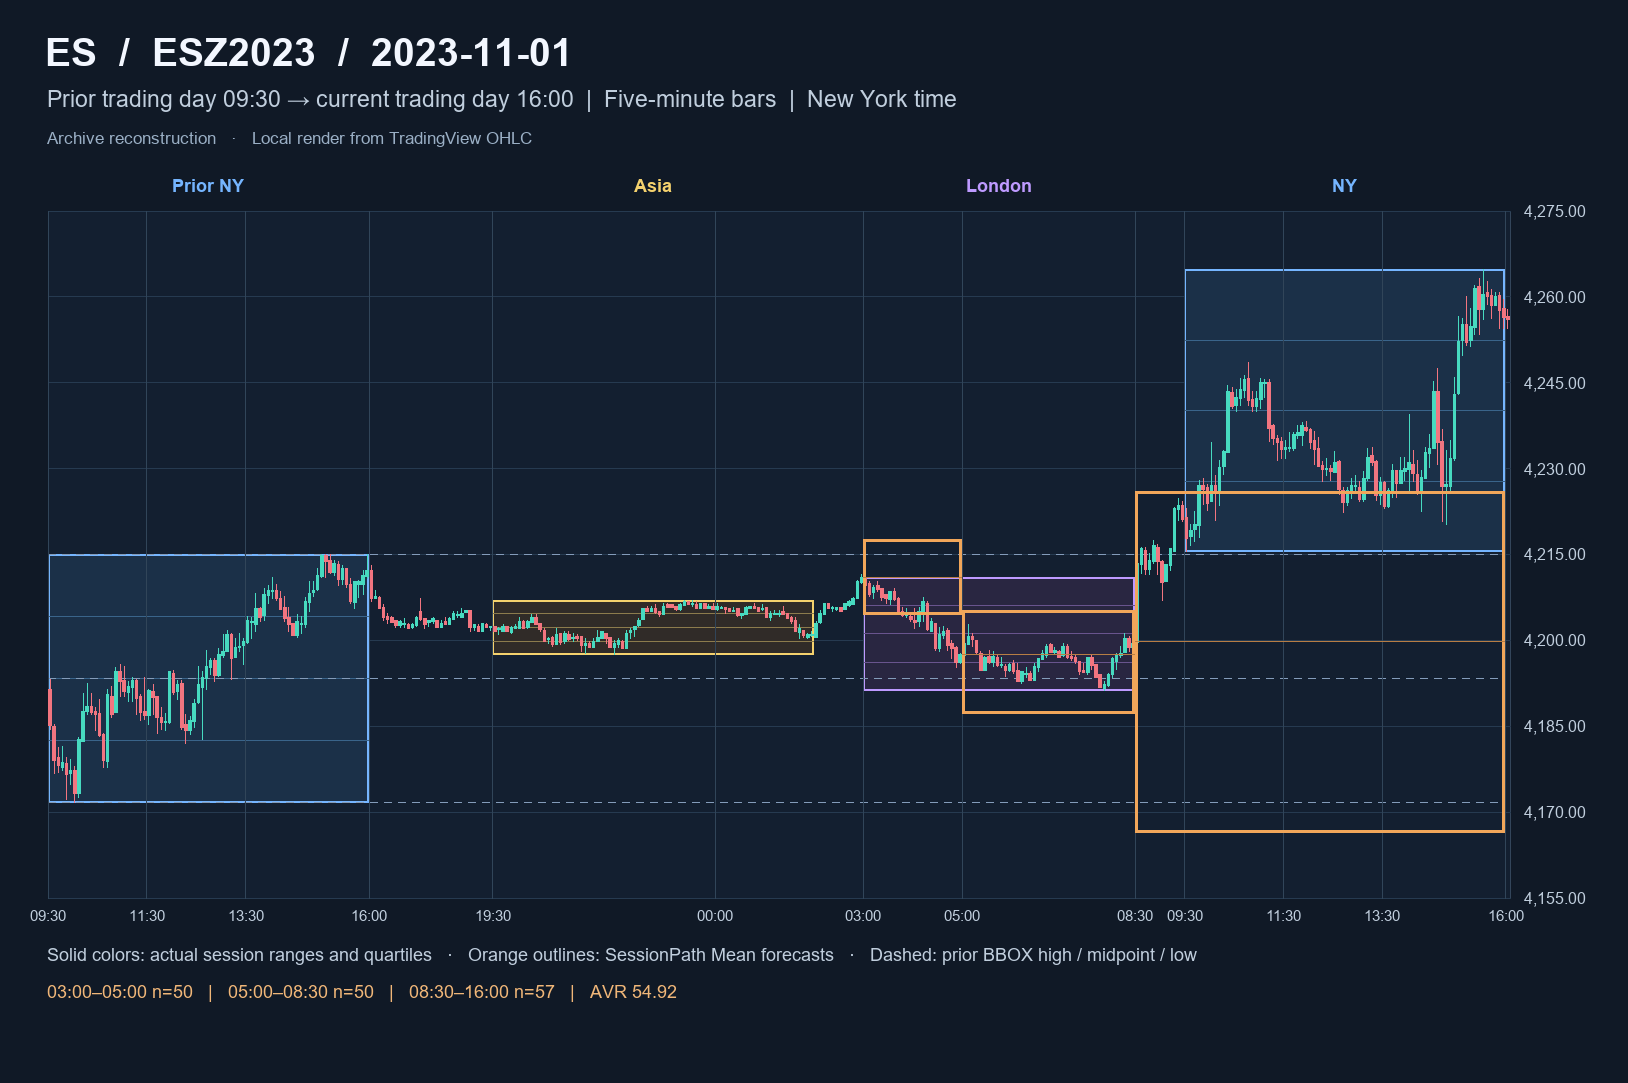 ES / ESZ2023 / 2023-11-01
Prior trading day 09:30 → current trading day 16:00 | Five-minute bars | New York time
Archive reconstruction · Local render from TradingView OHLC
Prior NY Asia London NY
4,275.00
4,260.00
4,245.00
4,230.00
4,215.00
4,200.00
4,185.00
4,170.00
4,155.00
09:30 11:30 13:30 16:00 19:30 00:00 03:00 05:00 08:30 09:30 11:30 13:30 16:00
Solid colors: actual session ranges and quartiles · Orange outlines: SessionPath Mean forecasts · Dashed: prior BBOX high / midpoint / low
03:00–05:00 n=50 | 05:00–08:30 n=50 | 08:30–16:00 n=57 | AVR 54.92